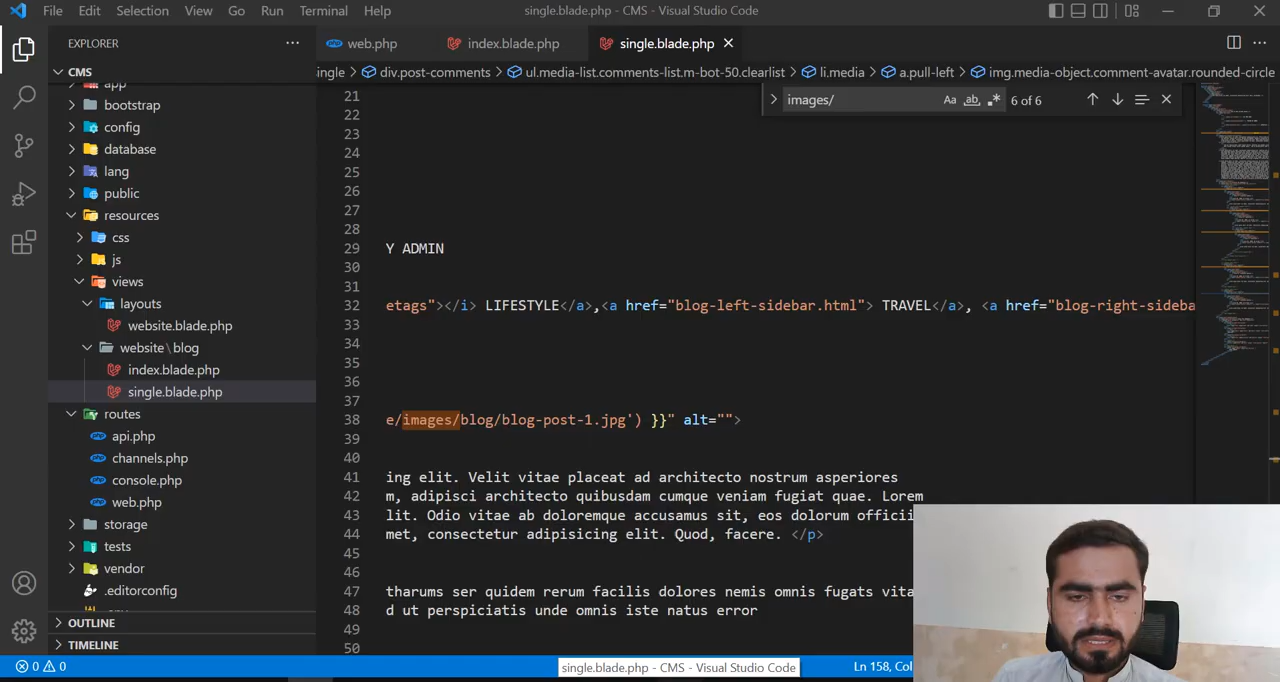 File Edit Selection View Go Run Terminal Help
single.blade.php - CMS - Visual Studio Code
EXPLORER
web.php
index.blade.php
single.blade.php
CMS
ingle > div.post-comments > ul.media-list.comments-list.m-bot-50.clearlist > li.media > a.pull-left > img.media-object.comment-avatar.rounded-circle
images/
Aa
ab
6 of 6
app
bootstrap
config
database
lang
public
resources
css
js
views
layouts
website.blade.php
website\blog
index.blade.php
single.blade.php
routes
api.php
channels.php
console.php
web.php
storage
tests
vendor
.editorconfig
OUTLINE
TIMELINE
21
22
23
24
25
26
27
28
29 Y ADMIN
30
31
32 etags"></i> LIFESTYLE</a>,<a href="blog-left-sidebar.html"> TRAVEL</a>, <a href="blog-right-sideba
33
34
35
36
37
38 e/images/blog/blog-post-1.jpg') }}" alt="">
39
40
41 ing elit. Velit vitae placeat ad architecto nostrum asperiores
42 m, adipisci architecto quibusdam cumque veniam fugiat quae. Lorem
43 lit. Odio vitae ab doloremque accusamus sit, eos dolorum officii
44 met, consectetur adipisicing elit. Quod, facere. </p>
45
46
47 tharums ser quidem rerum facilis dolores nemis omnis fugats vita
48 d ut perspiciatis unde omnis iste natus error
49
50
0 0
single.blade.php - CMS - Visual Studio Code
Ln 158, Col